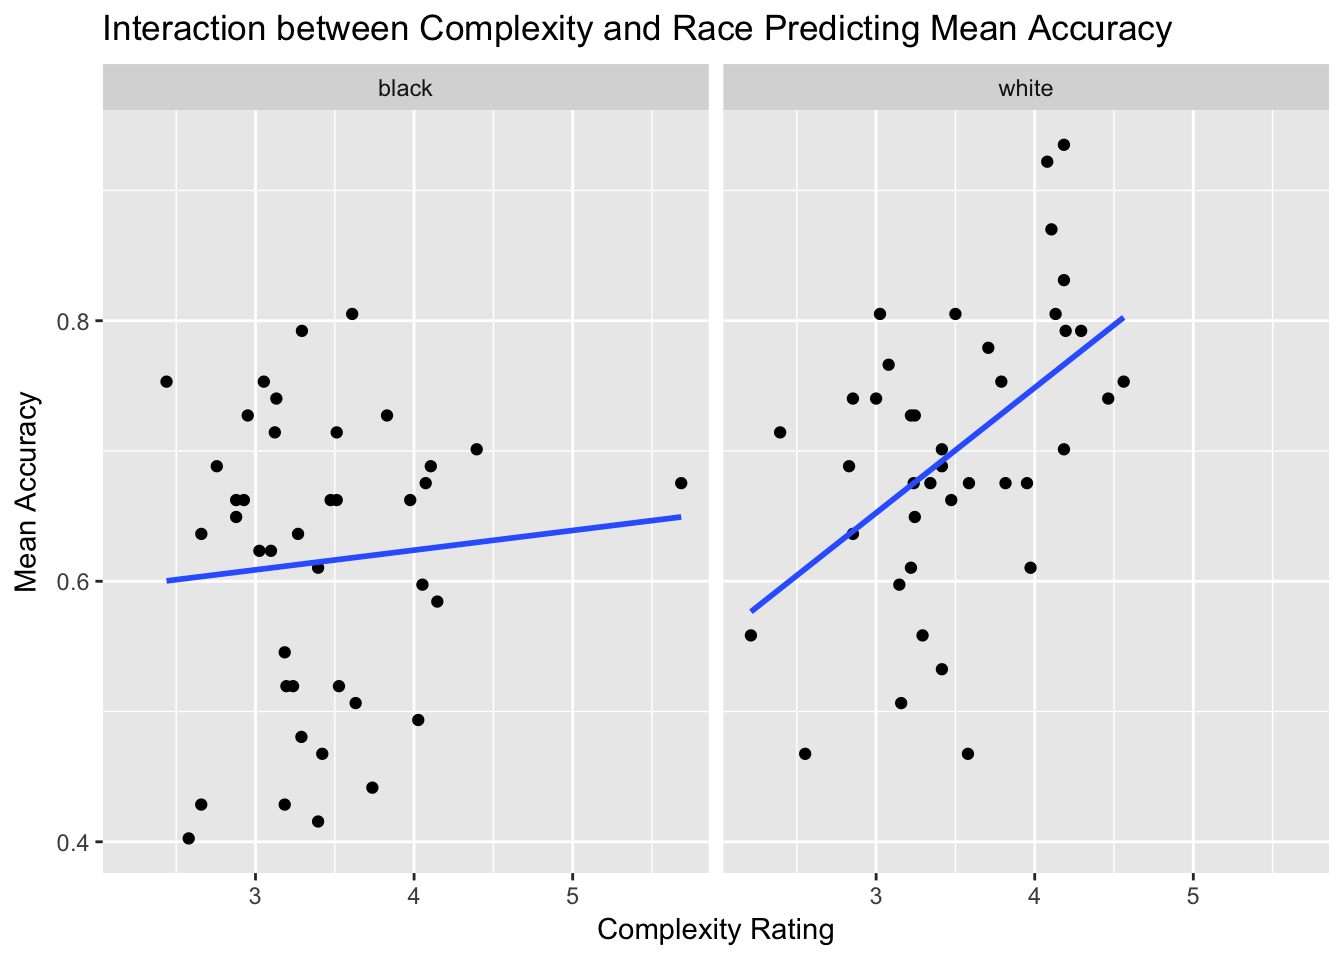 Interaction between Complexity and Race Predicting Mean Accuracy
black
white
Mean Accuracy
0.8
0.6
0.4
3 4 5
3 4 5
Complexity Rating